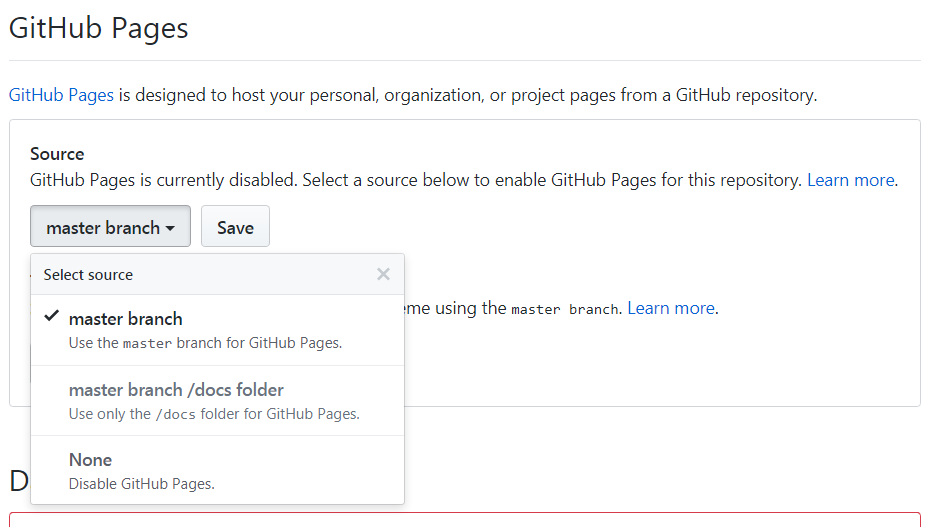 GitHub Pages
GitHub Pages is designed to host your personal, organization, or project pages from a GitHub repository.
Source
GitHub Pages is currently disabled. Select a source below to enable GitHub Pages for this repository. Learn more.
master branch
Save
Select source
using the master branch. Learn more.
master branch
Use the master branch for GitHub Pages.
master branch /docs folder
Use only the /docs folder for GitHub Pages.
None
Disable GitHub Pages.
D